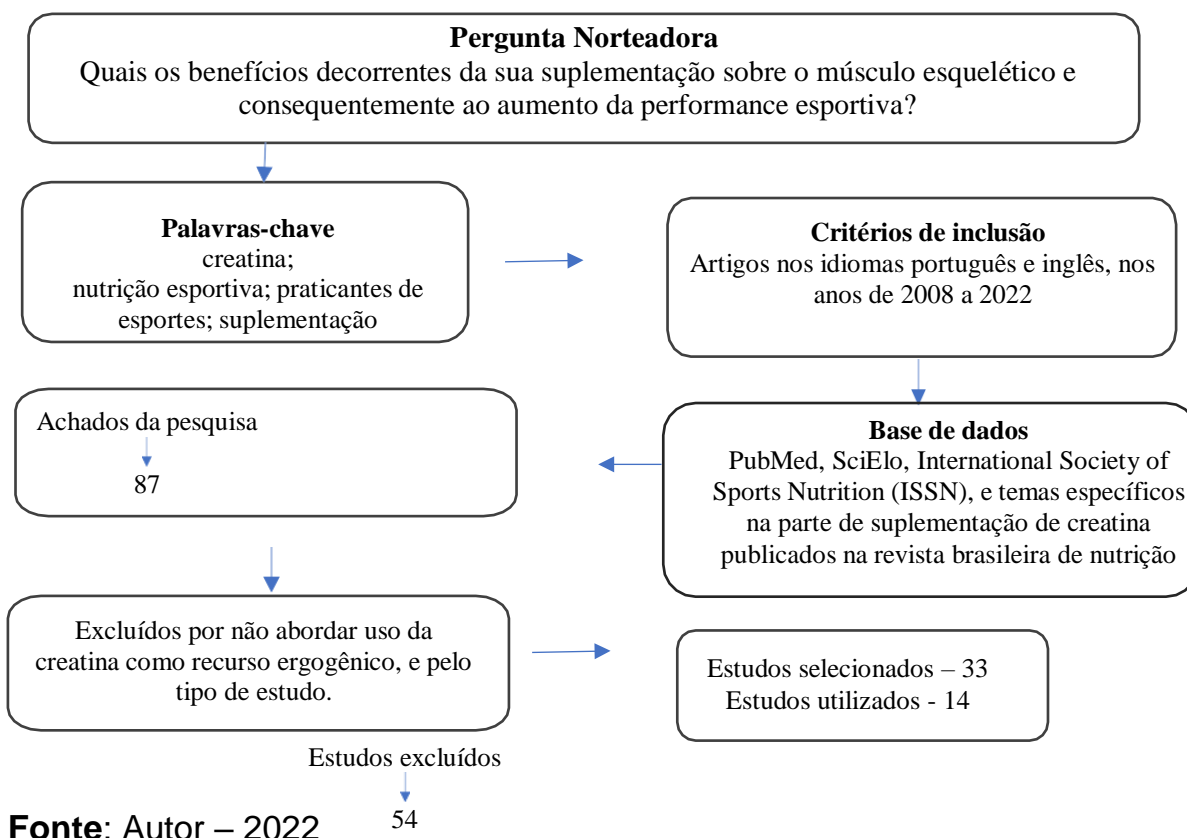 Pergunta Norteadora
Quais os benefícios decorrentes da sua suplementação sobre o músculo esquelético e
consequentemente ao aumento da performance esportiva?
Palavras-chave
creatina;
nutrição esportiva; praticantes de
esportes; suplementação
Critérios de inclusão
Artigos nos idiomas português e inglês, nos
anos de 2008 a 2022
Base de dados
PubMed, SciElo, International Society of
Sports Nutrition (ISSN), e temas específicos
na parte de suplementação de creatina
publicados na revista brasileira de nutrição
Achados da pesquisa
87
Excluídos por não abordar uso da
creatina como recurso ergogênico, e pelo
tipo de estudo.
Estudos selecionados – 33
Estudos utilizados - 14
Estudos excluídos
54
Fonte: Autor – 2022